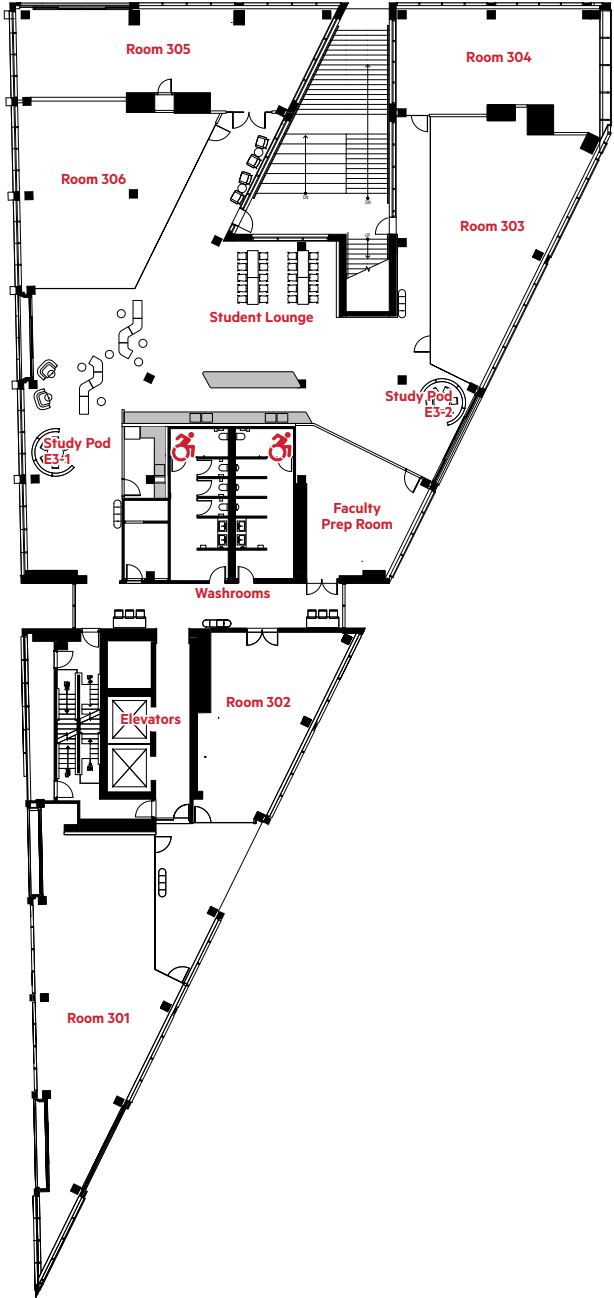 Room 305
Room 304
Room 306
Room 303
Student Lounge
Study Pod
E3-2
Study Pod
E3-1
Faculty
Prep Room
Washrooms
Room 302
Elevators
Room 301